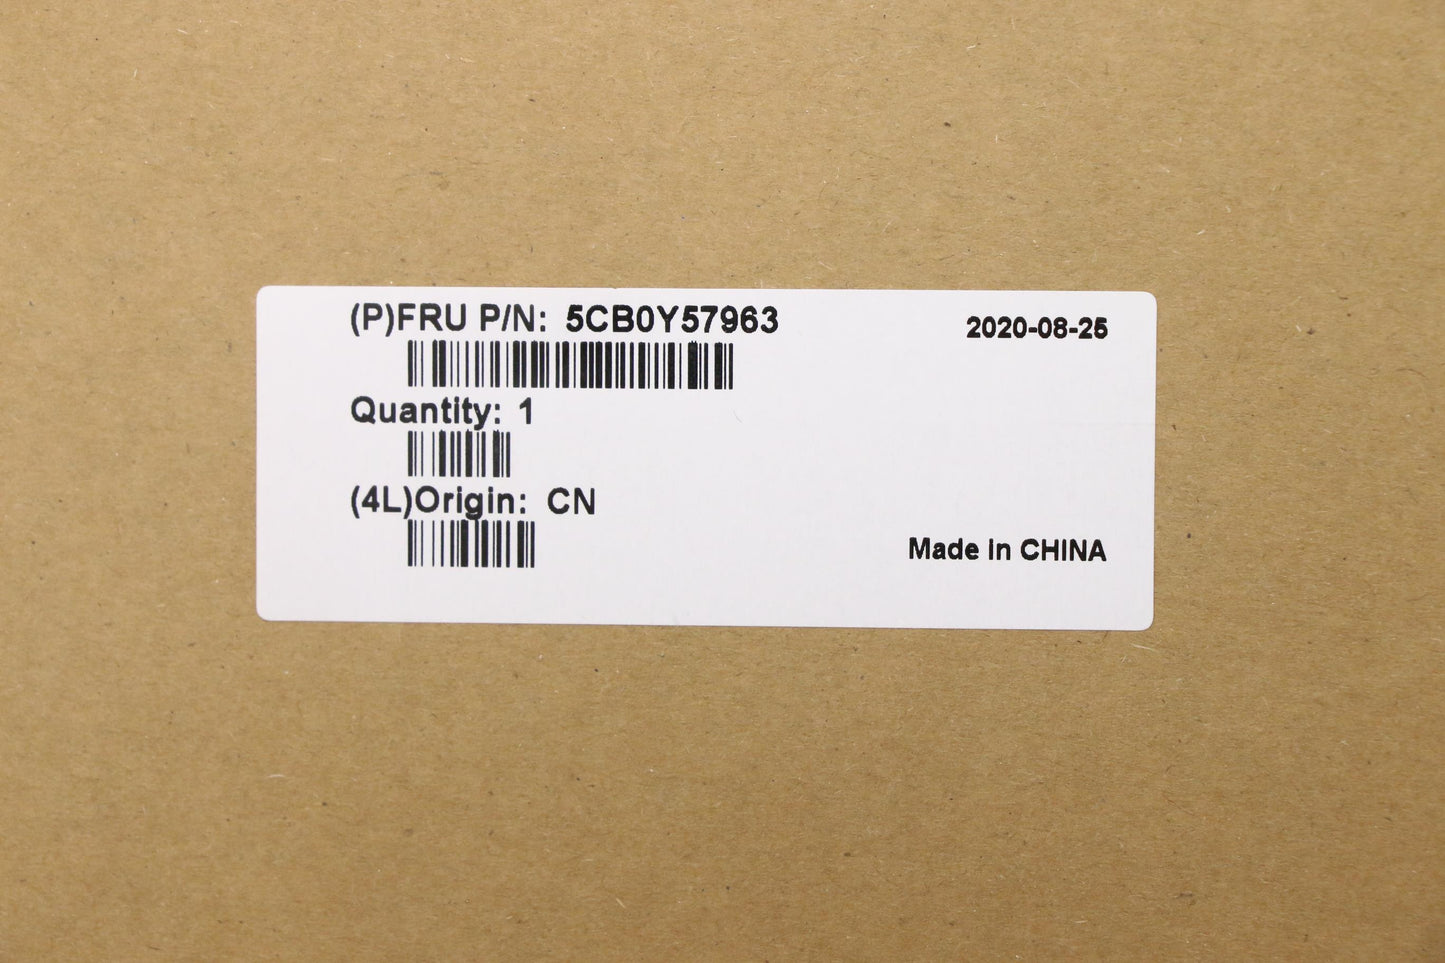 (P)FRU P/N: 5CB0Y57963
2020-08-25
Quantity: 1
(4L)Origin: CN
Made in CHINA